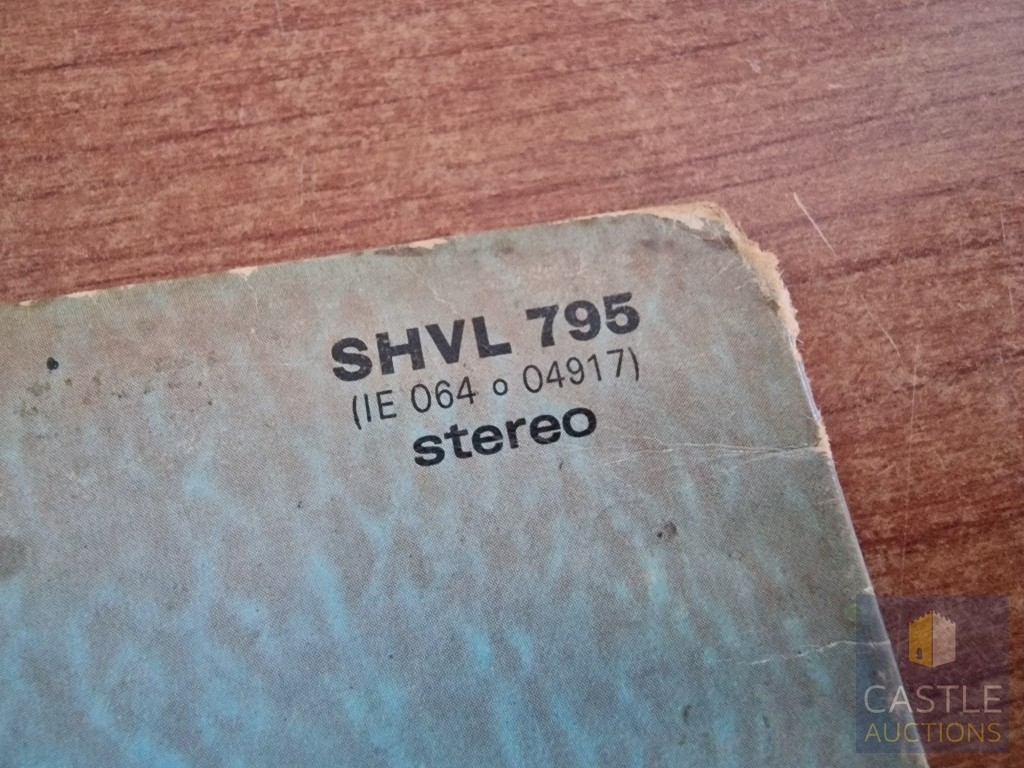 SHVL 795
(IE 064 o 04917)
stereo
CASTLE
AUCTIONS